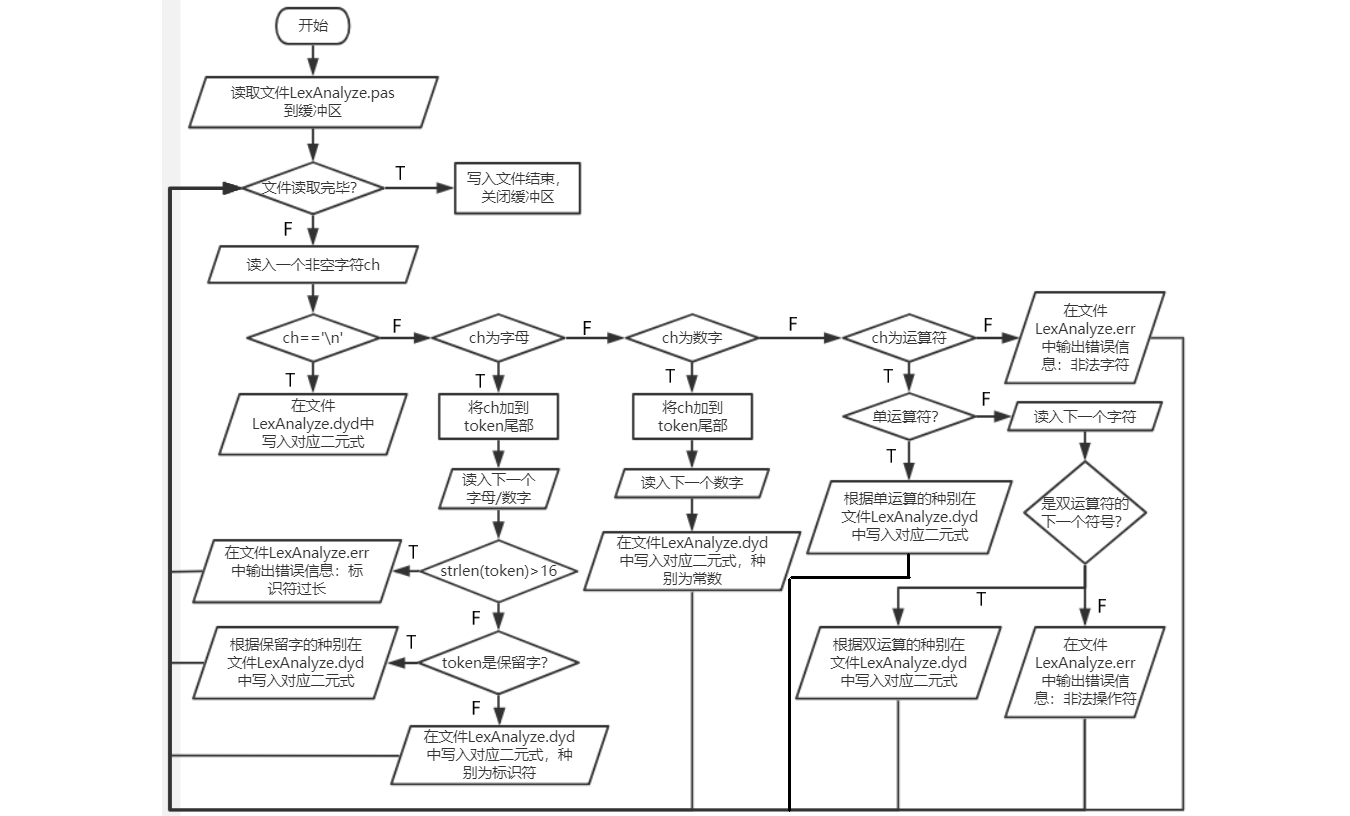 开始
读取文件LexAnalyze.pas
到缓冲区
文件读取完毕?
T
写入文件结束，
关闭缓冲区
F
读入一个非空字符ch
ch=='\n'
F
ch为字母
F
ch为数字
F
ch为运算符
F
在文件
LexAnalyze.err
中输出错误信
息：非法字符
T
在文件
LexAnalyze.dyd中
写入对应二元式
T
将ch加到
token尾部
T
将ch加到
token尾部
T
单运算符?
F
读入下一个字符
读入下一个
字母/数字
读入下一个数字
T
根据单运算的种别在
文件LexAnalyze.dyd
中写入对应二元式
是双运算符的
下一个符号?
在文件LexAnalyze.err
中输出错误信息：标
识符过长
T
strlen(token)>16
在文件LexAnalyze.dyd
中写入对应二元式，种
别为常数
F
T
F
根据保留字的种别在
文件LexAnalyze.dyd
中写入对应二元式
T
token是保留字?
根据双运算的种别在
文件LexAnalyze.dyd
中写入对应二元式
在文件
LexAnalyze.err
中输出错误信
息：非法操作符
F
在文件LexAnalyze.dyd
中写入对应二元式，种
别为标识符